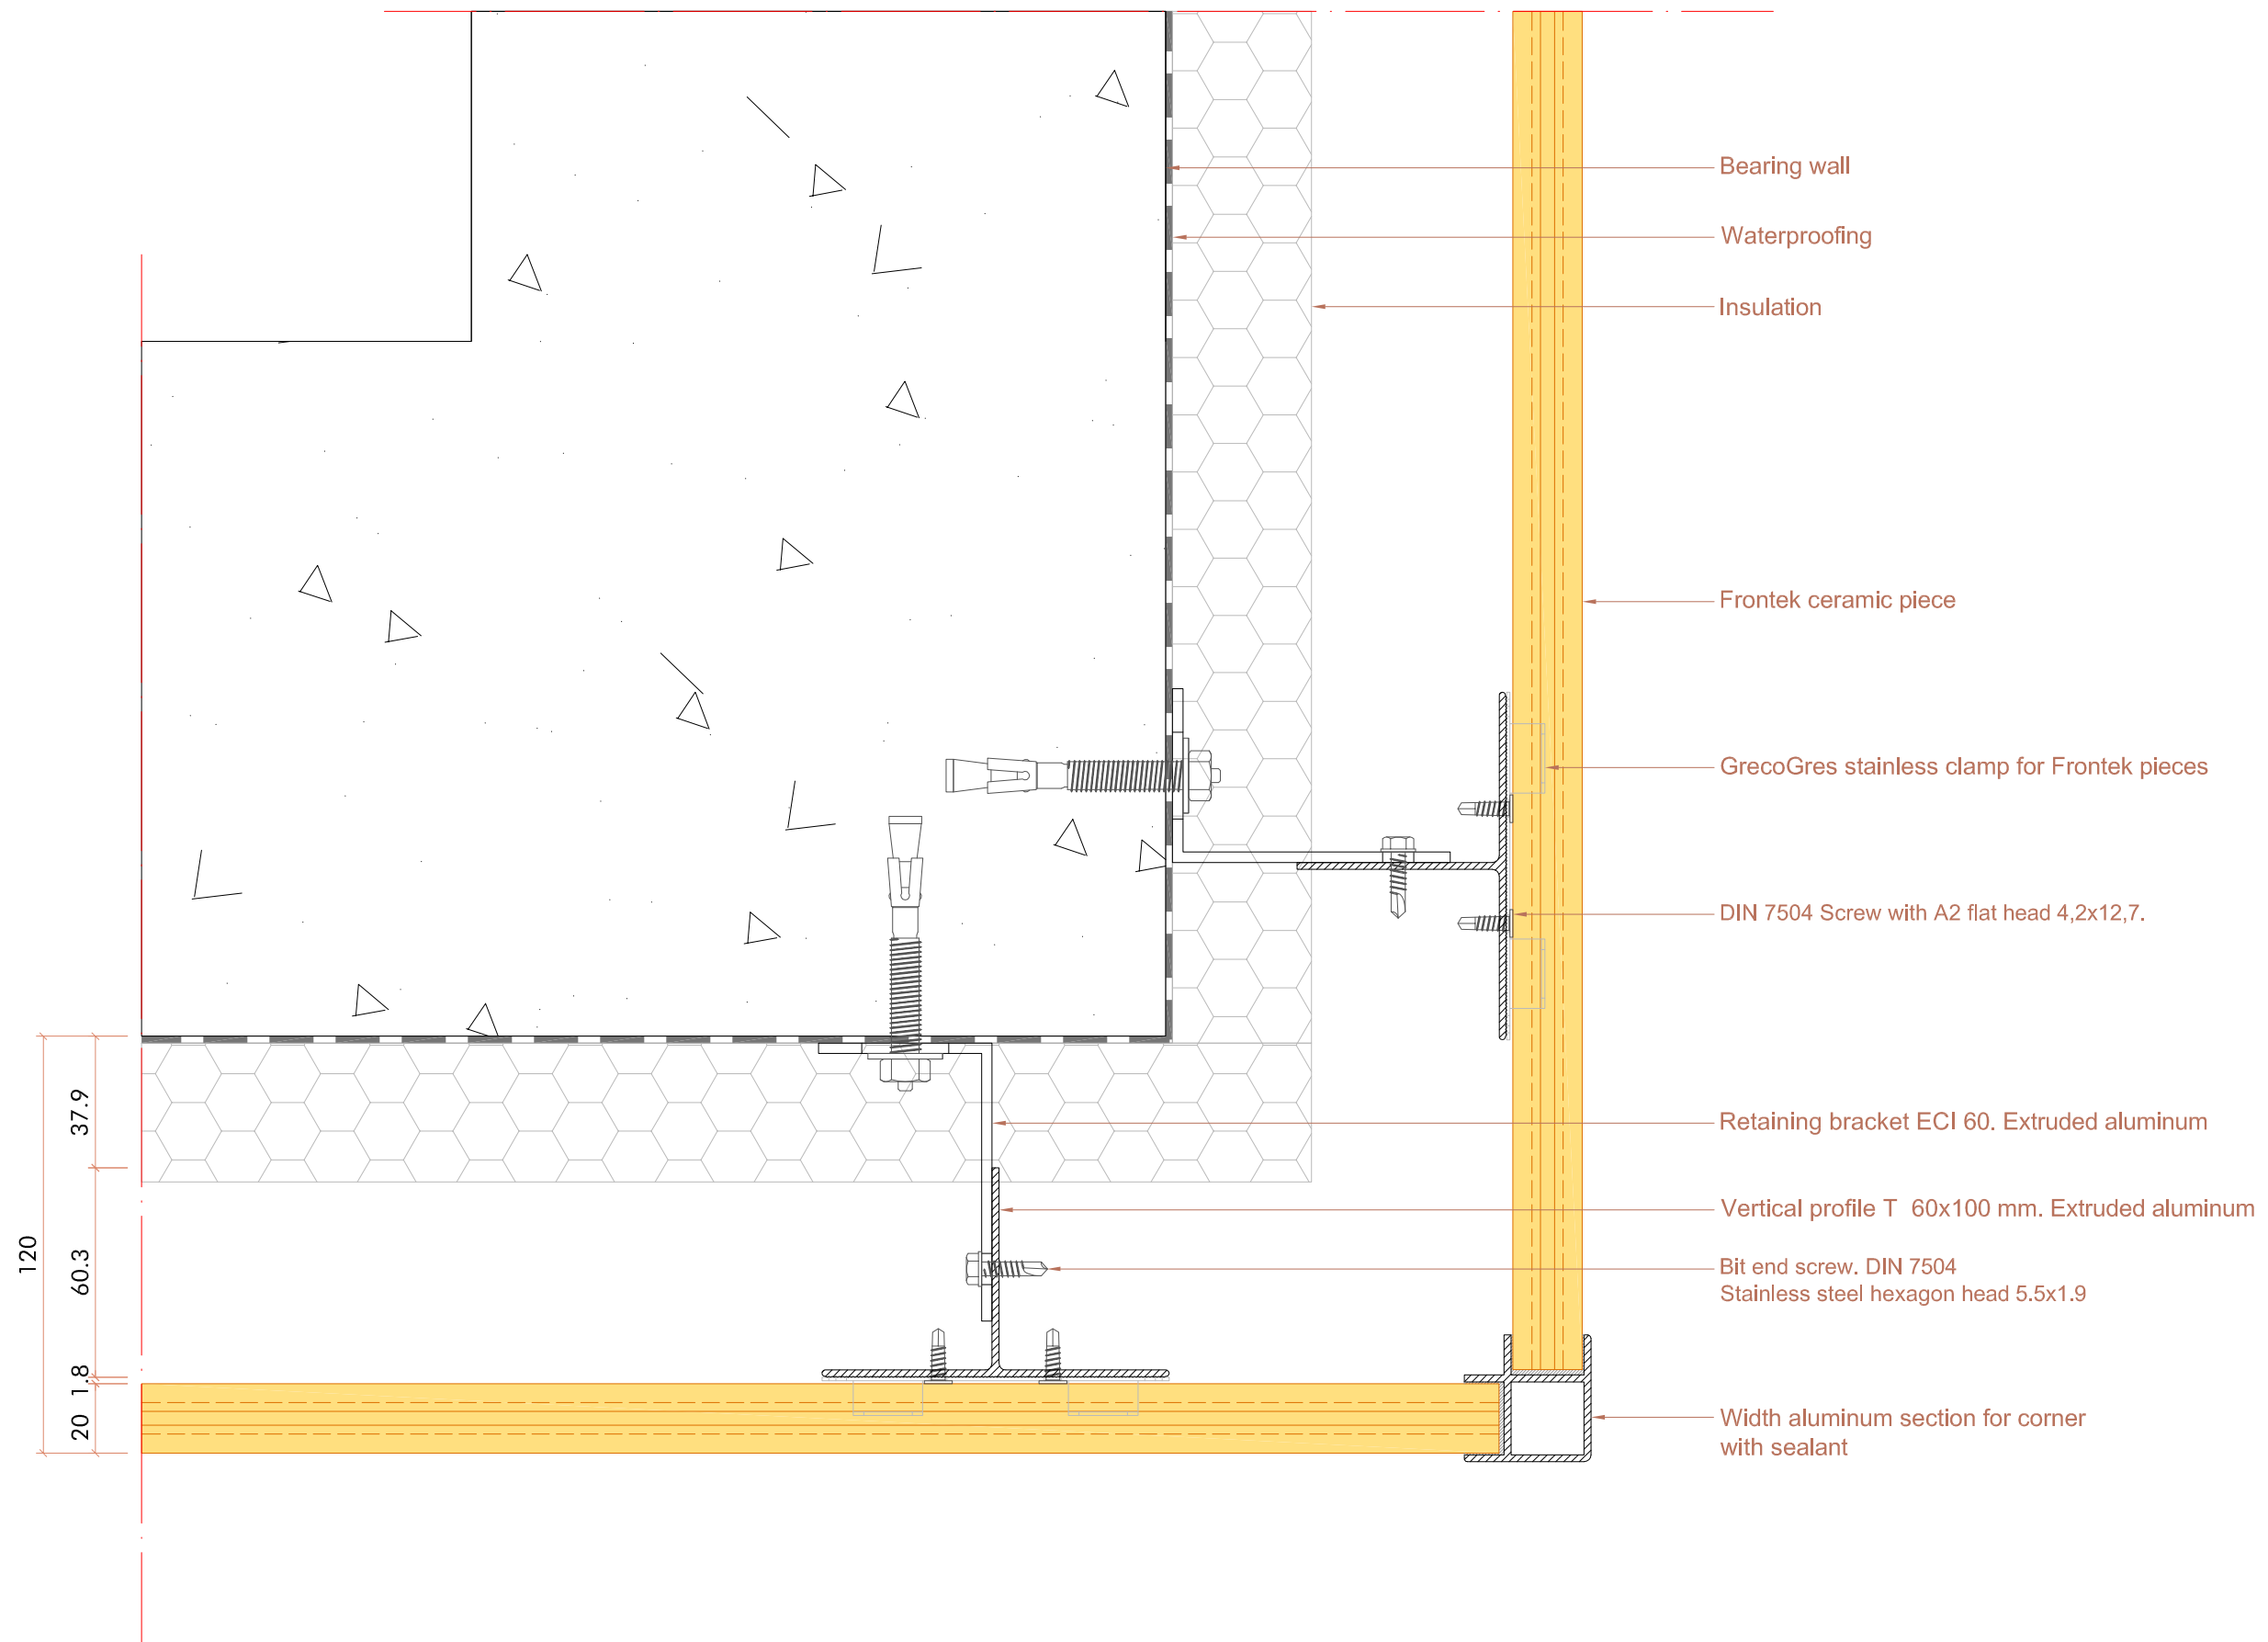 Bearing wall
Waterproofing
Insulation
Frontek ceramic piece
GrecoGres stainless clamp for Frontek pieces
DIN 7504 Screw with A2 flat head 4,2x12,7.
Retaining bracket ECI 60. Extruded aluminum
Vertical profile T 60x100 mm. Extruded aluminum
Bit end screw. DIN 7504
Stainless steel hexagon head 5.5x1.9
Width aluminum section for corner
with sealant
120
37.9
60.3
1.8
20